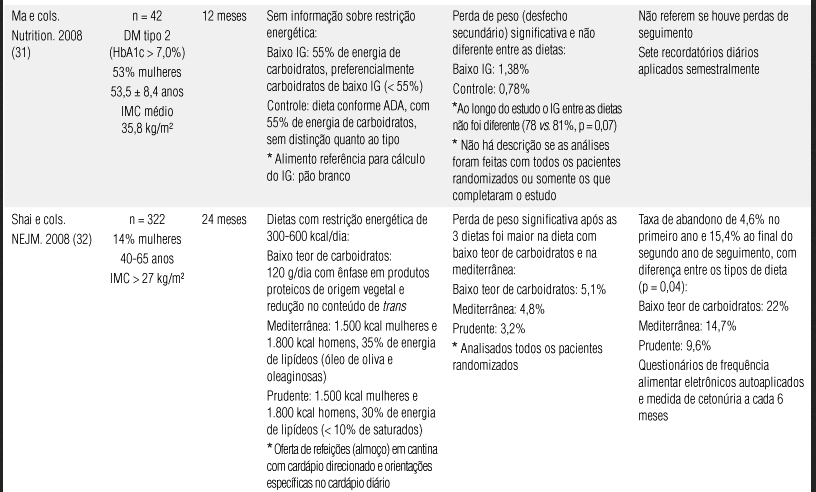 Ma e cols.
Nutrition. 2008
(31)
n = 42
DM tipo 2
(HbA1c > 7,0%)
53% mulheres
53,5 ± 8,4 anos
IMC médio
35,8 kg/m²
12 meses
Sem informação sobre restrição
energética:
Baixo IG: 55% de energia de
carboidratos, preferencialmente
carboidratos de baixo IG (< 55%)
Controle: dieta conforme ADA, com
55% de energia de carboidratos,
sem distinção quanto ao tipo
* Alimento referência para cálculo
do IG: pão branco
Perda de peso (desfecho
secundário) significativa e não
diferente entre as dietas:
Baixo IG: 1,38%
Controle: 0,78%
*Ao longo do estudo o IG entre as dietas
não foi diferente (78 vs. 81%, p = 0,07)
* Não há descrição se as análises
foram feitas com todos os pacientes
randomizados ou somente os que
completaram o estudo
Não referem se houve perdas de
seguimento
Sete recordatórios diários
aplicados semestralmente
Shai e cols.
NEJM. 2008 (32)
n = 322
14% mulheres
40-65 anos
IMC > 27 kg/m²
24 meses
Dietas com restrição energética de
300-600 kcal/dia:
Baixo teor de carboidratos:
120 g/dia com ênfase em produtos
proteicos de origem vegetal e
redução no conteúdo de trans
Mediterrânea: 1.500 kcal mulheres e
1.800 kcal homens, 35% de energia
de lipídeos (óleo de oliva e
oleaginosas)
Prudente: 1.500 kcal mulheres e
1.800 kcal homens, 30% de energia
de lipídeos (< 10% de saturados)
* Oferta de refeições (almoço) em cantina
com cardápio direcionado e orientações
específicas no cardápio diário
Perda de peso significativa após as
3 dietas foi maior na dieta com
baixo teor de carboidratos e na
mediterrânea:
Baixo teor de carboidratos: 5,1%
Mediterrânea: 4,8%
Prudente: 3,2%
* Analisados todos os pacientes
randomizados
Taxa de abandono de 4,6% no
primeiro ano e 15,4% ao final do
segundo ano de seguimento, com
diferença entre os tipos de dieta
(p = 0,04):
Baixo teor de carboidratos: 22%
Mediterrânea: 14,7%
Prudente: 9,6%
Questionários de frequência
alimentar eletrônicos autoaplicados
e medida de cetonúria a cada 6
meses